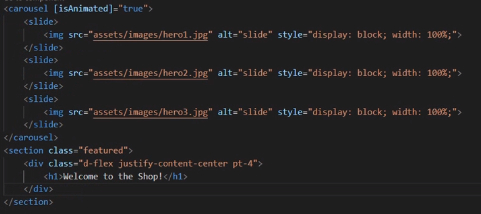 <carousel [isAnimated]="true">
<slide>
<img src="assets/images/hero1.jpg" alt="slide" style="display: block; width: 100%;">
</slide>
<slide>
<img src="assets/images/hero2.jpg" alt="slide" style="display: block; width: 100%;">
</slide>
<slide>
<img src="assets/images/hero3.jpg" alt="slide" style="display: block; width: 100%;">
</slide>
</carousel>
<section class="featured">
<div class="d-flex justify-content-center pt-4">
<h1>Welcome to the Shop!</h1>
</div>
</section>